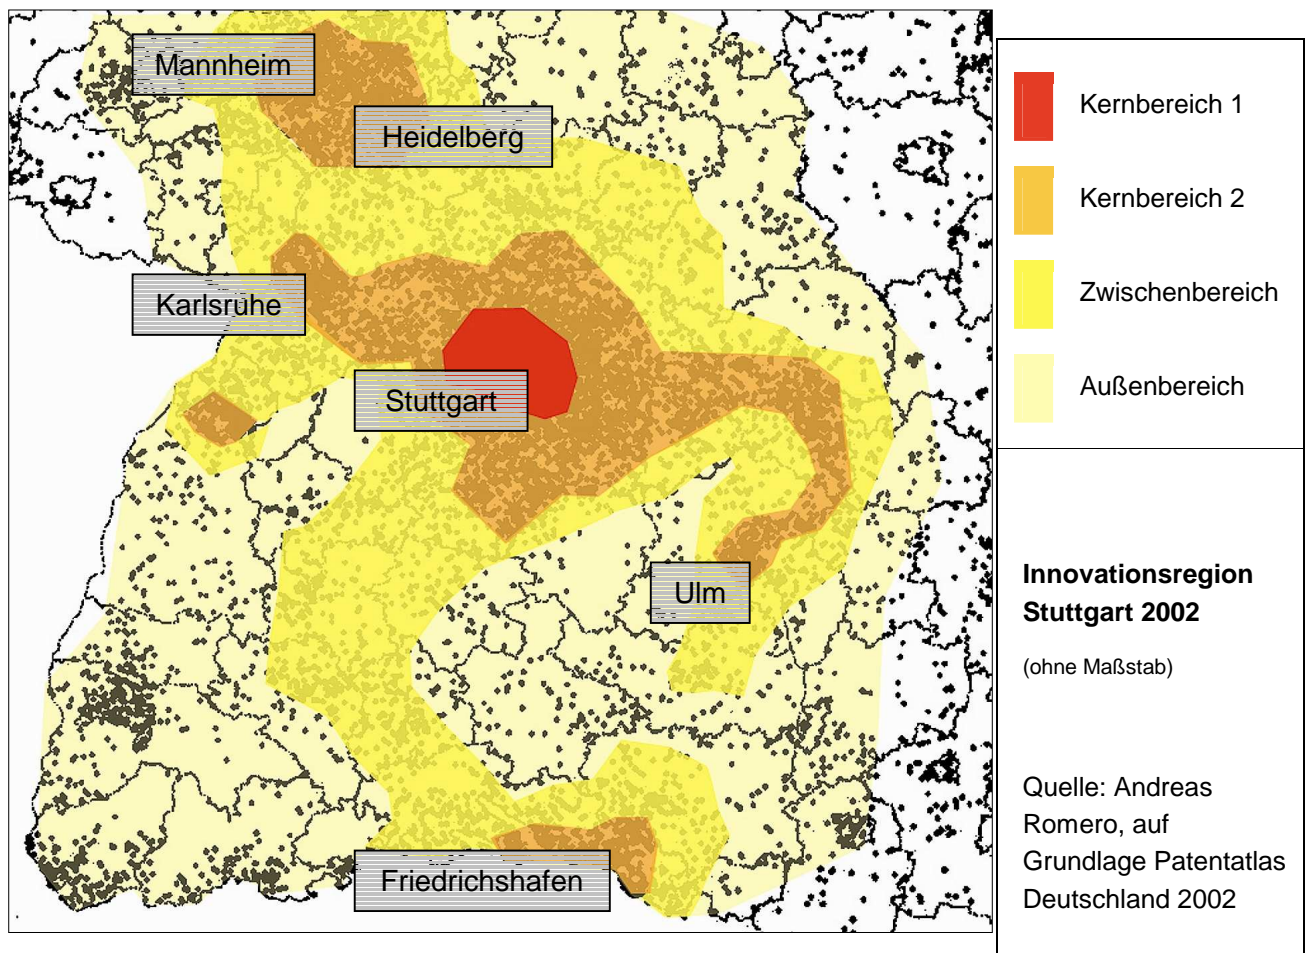 Mannheim
Heidelberg
Karlsruhe
Stuttgart
Ulm
Friedrichshafen
Kernbereich 1
Kernbereich 2
Zwischenbereich
Außenbereich
Innovationsregion
Stuttgart 2002
(ohne Maßstab)
Quelle: Andreas
Romero, auf
Grundlage Patentatlas
Deutschland 2002